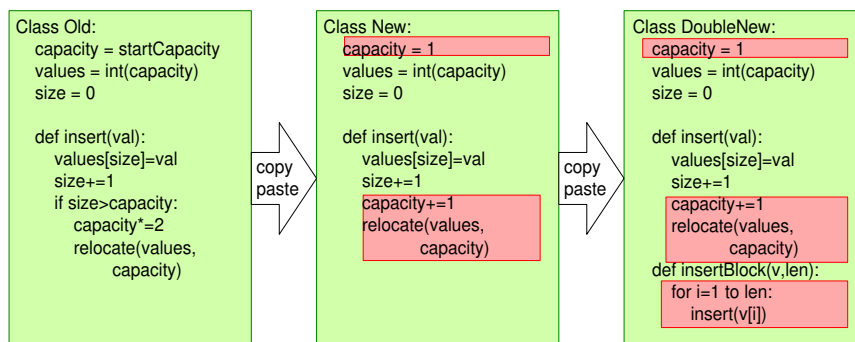 Class Old:
capacity = startCapacity
values = int(capacity)
size = 0
def insert(val):
values[size]=val
size+=1
if size>capacity:
capacity*=2
relocate(values,
capacity)
copy
paste
Class New:
capacity = 1
values = int(capacity)
size = 0
def insert(val):
values[size]=val
size+=1
capacity+=1
relocate(values,
capacity)
copy
paste
Class DoubleNew:
capacity = 1
values = int(capacity)
size = 0
def insert(val):
values[size]=val
size+=1
capacity+=1
relocate(values,
capacity)
def insertBlock(v,len):
for i=1 to len:
insert(v[i])